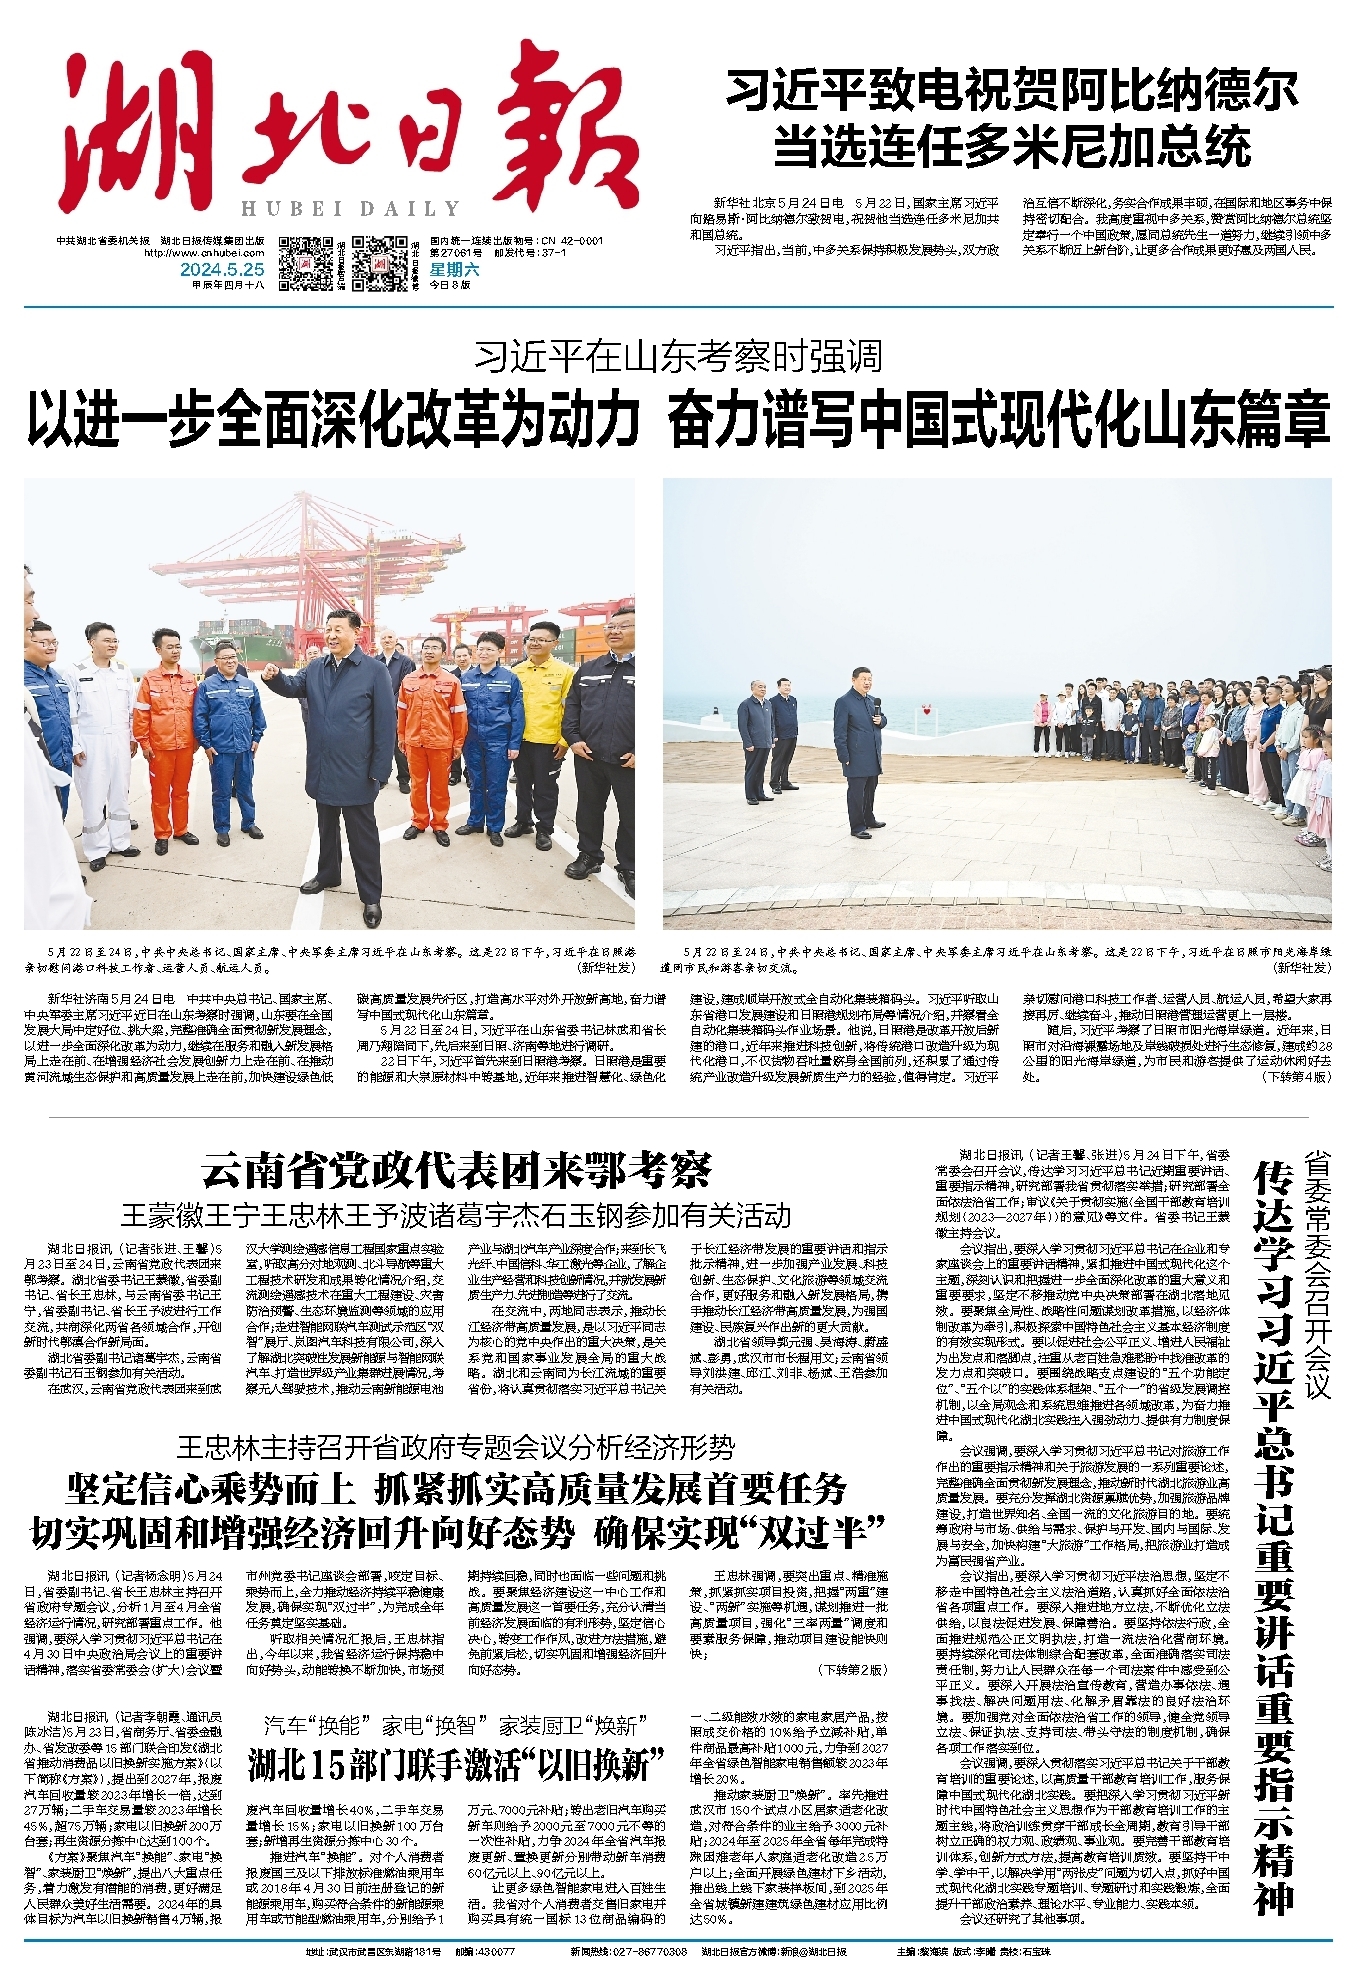 湖北日報
HUBEI DAILY
中共湖北省委机关报 湖北日报传媒集团出版
http://www.cnhubei.com
2024.5.25
甲辰年四月十八
国内统一连续出版物号：CN 42-0001
第27061号 邮发代号：37-1
星期六
今日8版
习近平致电祝贺阿比纳德尔
当选连任多米尼加总统
新华社北京5月24日电 5月22日，国家主席习近平
向路易斯·阿比纳德尔致贺电，祝贺他当选连任多米尼加共
和国总统。
习近平指出，当前，中多关系保持积极发展势头，双方政
治互信不断深化，务实合作成果丰硕，在国际和地区事务中保
持密切配合。我高度重视中多关系，赞赏阿比纳德尔总统坚
定奉行一个中国政策，愿同总统先生一道努力，继续引领中多
关系不断迈上新台阶，让更多合作成果更好惠及两国人民。
习近平在山东考察时强调
以进一步全面深化改革为动力 奋力谱写中国式现代化山东篇章
5月22日至24日，中共中央总书记、国家主席、中央军委主席习近平在山东考察。这是22日下午，习近平在日照港
亲切慰问港口科技工作者、运营人员、航运人员。 （新华社发）
5月22日至24日，中共中央总书记、国家主席、中央军委主席习近平在山东考察。这是22日下午，习近平在日照市阳光海岸绿
道同市民和游客亲切交流。 （新华社发）
新华社济南5月24日电 中共中央总书记、国家主席、
中央军委主席习近平近日在山东考察时强调，山东要在全国
发展大局中定好位、挑大梁，完整准确全面贯彻新发展理念，
以进一步全面深化改革为动力，继续在服务和融入新发展格
局上走在前、在增强经济社会发展创新力上走在前、在推动
黄河流域生态保护和高质量发展上走在前，加快建设绿色低
碳高质量发展先行区，打造高水平对外开放新高地，奋力谱
写中国式现代化山东篇章。
5月22日至24日，习近平在山东省委书记林武和省长
周乃翔陪同下，先后来到日照、济南等地进行调研。
22日下午，习近平首先来到日照港考察。日照港是重要
的能源和大宗原材料中转基地，近年来推进智慧化、绿色化
建设，建成顺岸开放式全自动化集装箱码头。习近平听取山
东省港口发展建设和日照港规划布局等情况介绍，并察看全
自动化集装箱码头作业场景。他说，日照港是改革开放后新
建的港口，近年来推进科技创新，将传统港口改造升级为现
代化港口，不仅货物吞吐量跻身全国前列，还积累了通过传
统产业改造升级发展新质生产力的经验，值得肯定。习近平
亲切慰问港口科技工作者、运营人员、航运人员，希望大家再
接再厉、继续奋斗，推动日照港管理运营更上一层楼。
随后，习近平考察了日照市阳光海岸绿道。近年来，日
照市对沿海裸露场地及岸线破损处进行生态修复，建成约28
公里的阳光海岸绿道，为市民和游客提供了运动休闲好去
处。 （下转第4版）
云南省党政代表团来鄂考察
王蒙徽王宁王忠林王予波诸葛宇杰石玉钢参加有关活动
湖北日报讯（记者张进、王馨）5
月23日至24日，云南省党政代表团来
鄂考察。湖北省委书记王蒙徽，省委副
书记、省长王忠林，与云南省委书记王
宁，省委副书记、省长王予波进行工作
交流，共商深化两省各领域合作，开创
新时代鄂滇合作新局面。
湖北省委副书记诸葛宇杰，云南省
委副书记石玉钢参加有关活动。
在武汉，云南省党政代表团来到武
汉大学测绘遥感信息工程国家重点实验
室，听取高分对地观测、北斗导航等重大
工程技术研发和成果转化情况介绍，交
流测绘遥感技术在重大工程建设、灾害
防治预警、生态环境监测等领域的应用
合作；走进智能网联汽车测试示范区“双
智”展厅、岚图汽车科技有限公司，深入
了解湖北突破性发展新能源与智能网联
汽车、打造世界级产业集群进展情况，考
察无人驾驶技术，推动云南新能源电池
产业与湖北汽车产业深度合作；来到长飞
光纤、中国信科、华工激光等企业，了解企
业生产经营和科技创新情况，并就发展新
质生产力、先进制造等进行了交流。
在交流中，两地同志表示，推动长
江经济带高质量发展，是以习近平同志
为核心的党中央作出的重大决策，是关
系党和国家事业发展全局的重大战
略。湖北和云南同为长江流域的重要
省份，将认真贯彻落实习近平总书记关
于长江经济带发展的重要讲话和指示
批示精神，进一步加强产业发展、科技
创新、生态保护、文化旅游等领域交流
合作，更好服务和融入新发展格局，携
手推动长江经济带高质量发展，为强国
建设、民族复兴作出新的更大贡献。
湖北省领导郭元强、吴海涛、蔚盛
斌、彭勇，武汉市市长程用文；云南省领
导刘洪建、邱江、刘非、杨斌、王浩参加
有关活动。
王忠林主持召开省政府专题会议分析经济形势
坚定信心乘势而上 抓紧抓实高质量发展首要任务
切实巩固和增强经济回升向好态势 确保实现“双过半”
湖北日报讯（记者杨念明）5月24
日，省委副书记、省长王忠林主持召开
省政府专题会议，分析1月至4月全省
经济运行情况，研究部署重点工作。他
强调，要深入学习贯彻习近平总书记在
4月30日中央政治局会议上的重要讲
话精神，落实省委常委会（扩大）会议暨
市州党委书记座谈会部署，咬定目标、
乘势而上，全力推动经济持续平稳健康
发展，确保实现“双过半”，为完成全年
任务奠定坚实基础。
听取相关情况汇报后，王忠林指
出，今年以来，我省经济运行保持稳中
向好势头，动能转换不断加快，市场预
期持续回稳，同时也面临一些问题和挑
战。要聚焦经济建设这一中心工作和
高质量发展这一首要任务，充分认清当
前经济发展面临的有利形势，坚定信心
决心，转变工作作风，改进方法措施，避
免前紧后松，切实巩固和增强经济回升
向好态势。
王忠林强调，要突出重点、精准施
策，抓紧抓实项目投资，把握“两重”建
设、“两新”实施等机遇，谋划推进一批
高质量项目，强化“三率两量”调度和
要素服务保障，推动项目建设能快则
快；
（下转第2版）
汽车“换能” 家电“换智” 家装厨卫“焕新”
湖北15部门联手激活“以旧换新”
湖北日报讯（记者李朝霞、通讯员
陈冰洁）5月23日，省商务厅、省委金融
办、省发改委等15部门联合印发《湖北
省推动消费品以旧换新实施方案》（以
下简称《方案》），提出到2027年，报废
汽车回收量较2023年增长一倍，达到
27万辆；二手车交易量较2023年增长
45%，超75万辆；家电以旧换新200万
台套；再生资源分拣中心达到100个。
《方案》聚焦汽车“换能”、家电“换
智”、家装厨卫“焕新”，提出八大重点任
务，着力激发有潜能的消费，更好满足
人民群众美好生活需要。2024年的具
体目标为汽车以旧换新销售4万辆，报
废汽车回收量增长40%，二手车交易
量增长15%；家电以旧换新100万台
套；新增再生资源分拣中心30个。
推进汽车“换能”。对个人消费者
报废国三及以下排放标准燃油乘用车
或2018年4月30日前注册登记的新
能源乘用车，购买符合条件的新能源乘
用车或节能型燃油乘用车，分别给予1
万元、7000元补贴；转出老旧汽车购买
新车则给予2000元至7000元不等的
一次性补贴，力争2024年全省汽车报
废更新、置换更新分别带动新车消费
60亿元以上、90亿元以上。
让更多绿色智能家电进入百姓生
活。我省对个人消费者交售旧家电并
购买具有统一国标13位商品编码的
一、二级能效水效的家电家居产品，按
照成交价格的10%给予立减补贴，单
件商品最高补贴1000元，力争到2027
年全省绿色智能家电销售额较2023年
增长20%。
推动家装厨卫“焕新”。率先推进
武汉市150个试点小区居家适老化改
造，对符合条件的业主给予3000元补
贴；2024年至2025年全省每年完成特
殊困难老年人家庭适老化改造2.5万
户以上；全面开展绿色建材下乡活动，
推出线上线下家装样板间，到2025年
全省城镇新建建筑绿色建材应用比例
达50%。
省委常委会召开会议
传达学习习近平总书记重要讲话重要指示精神
湖北日报讯（记者王馨、张进）5月24日下午，省委
常委会召开会议，传达学习习近平总书记近期重要讲话、
重要指示精神，研究部署我省贯彻落实举措；研究部署全
面依法治省工作；审议《关于贯彻实施〈全国干部教育培训
规划（2023—2027年）〉的意见》等文件。省委书记王蒙
徽主持会议。
会议指出，要深入学习贯彻习近平总书记在企业和专
家座谈会上的重要讲话精神，紧扣推进中国式现代化这个
主题，深刻认识和把握进一步全面深化改革的重大意义和
重要要求，坚定不移推动党中央决策部署在湖北落地见
效。要聚焦全局性、战略性问题谋划改革措施，以经济体
制改革为牵引，积极探索中国特色社会主义基本经济制度
的有效实现形式。要以促进社会公平正义、增进人民福祉
为出发点和落脚点，注重从老百姓急难愁盼中找准改革的
发力点和突破口。要围绕战略支点建设的“五个功能定
位”、“五个以”的实践体系框架、“五个一”的省级发展调控
机制，以全局观念和系统思维推进各领域改革，为奋力推
进中国式现代化湖北实践注入强劲动力、提供有力制度保
障。
会议强调，要深入学习贯彻习近平总书记对旅游工作
作出的重要指示精神和关于旅游发展的一系列重要论述，
完整准确全面贯彻新发展理念，推动新时代湖北旅游业高
质量发展。要充分发挥湖北资源禀赋优势，加强旅游品牌
建设，打造世界知名、全国一流的文化旅游目的地。要统
筹政府与市场、供给与需求、保护与开发、国内与国际、发
展与安全，加快构建“大旅游”工作格局，把旅游业打造成
为富民强省产业。
会议指出，要深入学习贯彻习近平法治思想，坚定不
移走中国特色社会主义法治道路，认真抓好全面依法治
省各项重点工作。要深入推进地方立法，不断优化立法
供给，以良法促进发展、保障善治。要坚持依法行政，全
面推进规范公正文明执法，打造一流法治化营商环境。
要持续深化司法体制综合配套改革，全面准确落实司法
责任制，努力让人民群众在每一个司法案件中感受到公
平正义。要深入开展法治宣传教育，营造办事依法、遇
事找法、解决问题用法、化解矛盾靠法的良好法治环
境。要加强党对全面依法治省工作的领导，健全党领导
立法、保证执法、支持司法、带头守法的制度机制，确保
各项工作落实到位。
会议强调，要深入贯彻落实习近平总书记关于干部教
育培训的重要论述，以高质量干部教育培训工作，服务保
障中国式现代化湖北实践。要把深入学习贯彻习近平新
时代中国特色社会主义思想作为干部教育培训工作的主
题主线，将政治训练贯穿干部成长全周期，教育引导干部
树立正确的权力观、政绩观、事业观。要完善干部教育培
训体系，创新方式方法，提高教育培训质效。要坚持干中
学、学中干，以解决学用“两张皮”问题为切入点，抓好中国
式现代化湖北实践专题培训、专题研讨和实践锻炼，全面
提升干部政治素养、理论水平、专业能力、实践本领。
会议还研究了其他事项。
地址：武汉市武昌区东湖路181号 邮编：430077 新闻热线：027-86770308 湖北日报官方微博：新浪@湖北日报 主编：黎海滨 版式：李曙 责校：石宝珠